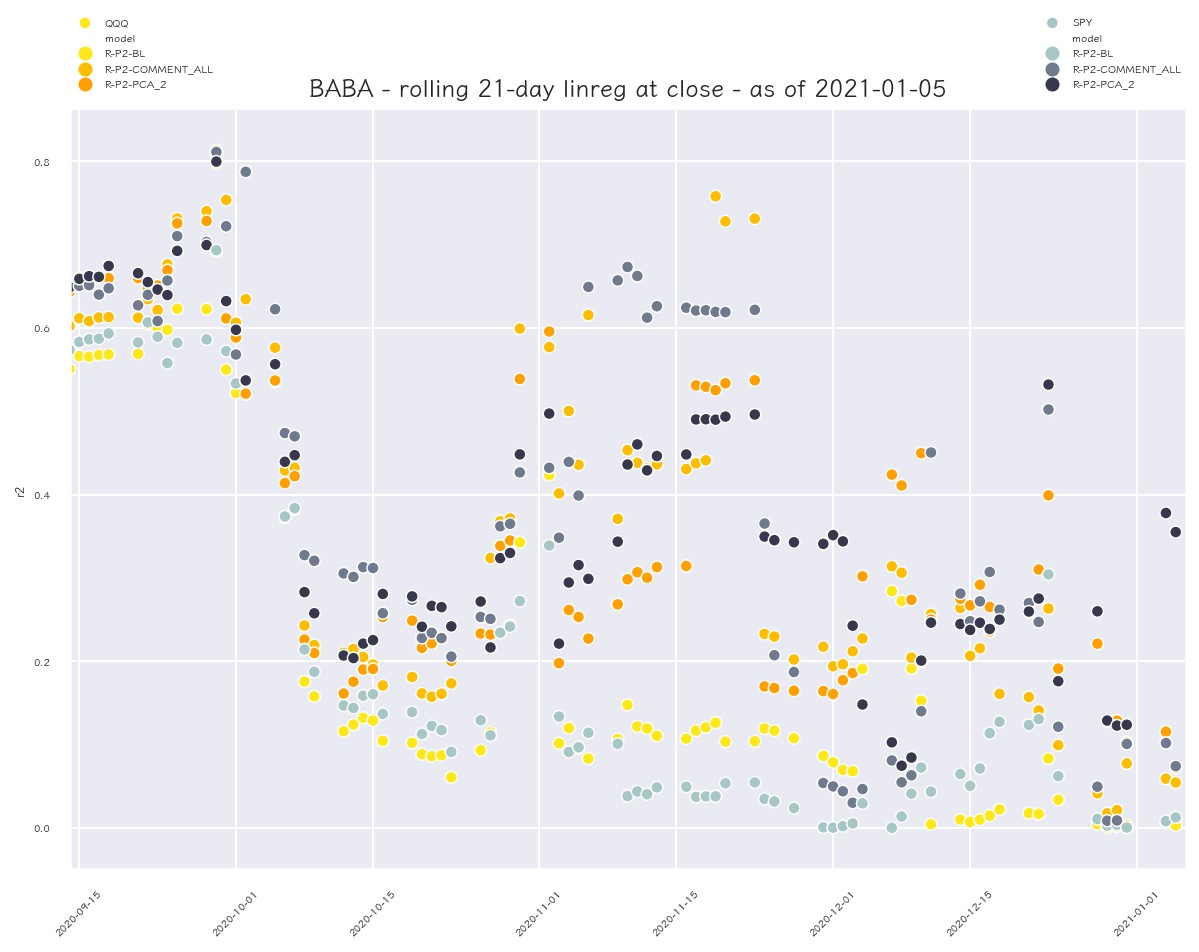 QQQ
model
R-P2-BL
R-P2-COMMENT_ALL
R-P2-PCA_2
SPY
model
R-P2-BL
R-P2-COMMENT_ALL
R-P2-PCA_2
BABA - rolling 21-day linreg at close - as of 2021-01-05
0.8
0.6
0.4
0.2
0.0
r2
2020-09-15
2020-10-01
2020-10-15
2020-11-01
2020-11-15
2020-12-01
2020-12-15
2021-01-01